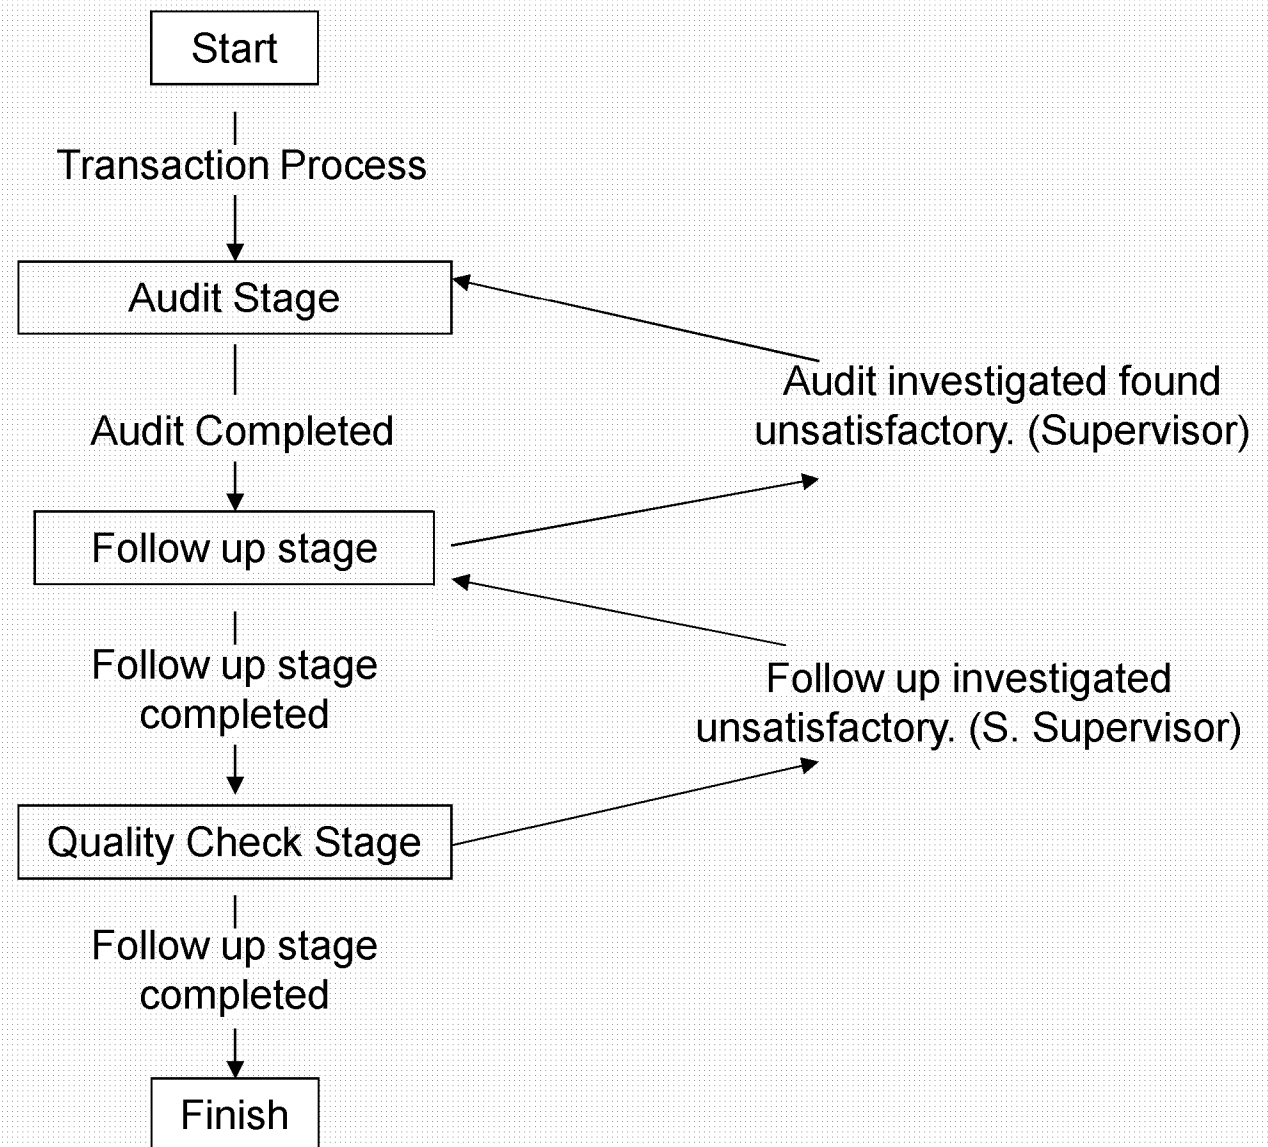 Start
Transaction Process
Audit Stage
Audit investigated found
unsatisfactory. (Supervisor)
Audit Completed
Follow up stage
Follow up stage
completed
Follow up investigated
unsatisfactory. (S. Supervisor)
Quality Check Stage
Follow up stage
completed
Finish